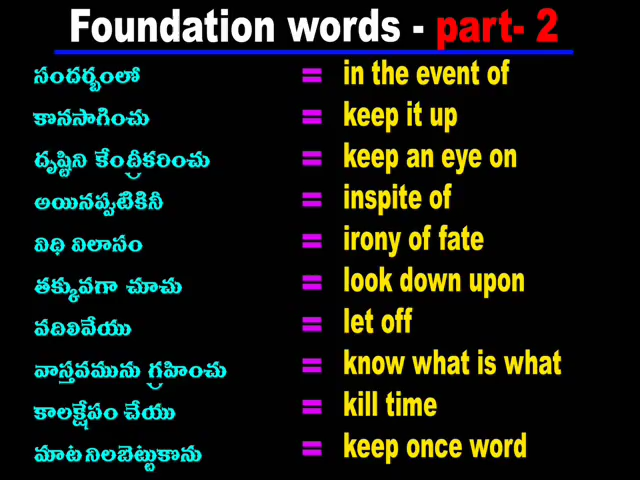 Foundation words - part- 2
సందర్భంలో = in the event of
కొనసాగించు = keep it up
దృష్టిని కేంద్రీకరించు = keep an eye on
అయినప్పటికినీ = inspite of
విధి విలాసం = irony of fate
తక్కువగా చూచు = look down upon
వదిలివేయు = let off
వాస్తవమును గ్రహించు = know what is what
కాలక్షేపం చేయు = kill time
మాట నిలబెట్టుకొను = keep once word